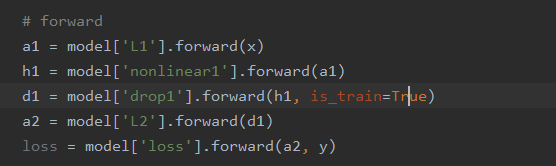 # forward
a1 = model['L1'].forward(x)
h1 = model['nonlinear1'].forward(a1)
d1 = model['drop1'].forward(h1, is_train=True)
a2 = model['L2'].forward(d1)
loss = model['loss'].forward(a2, y)